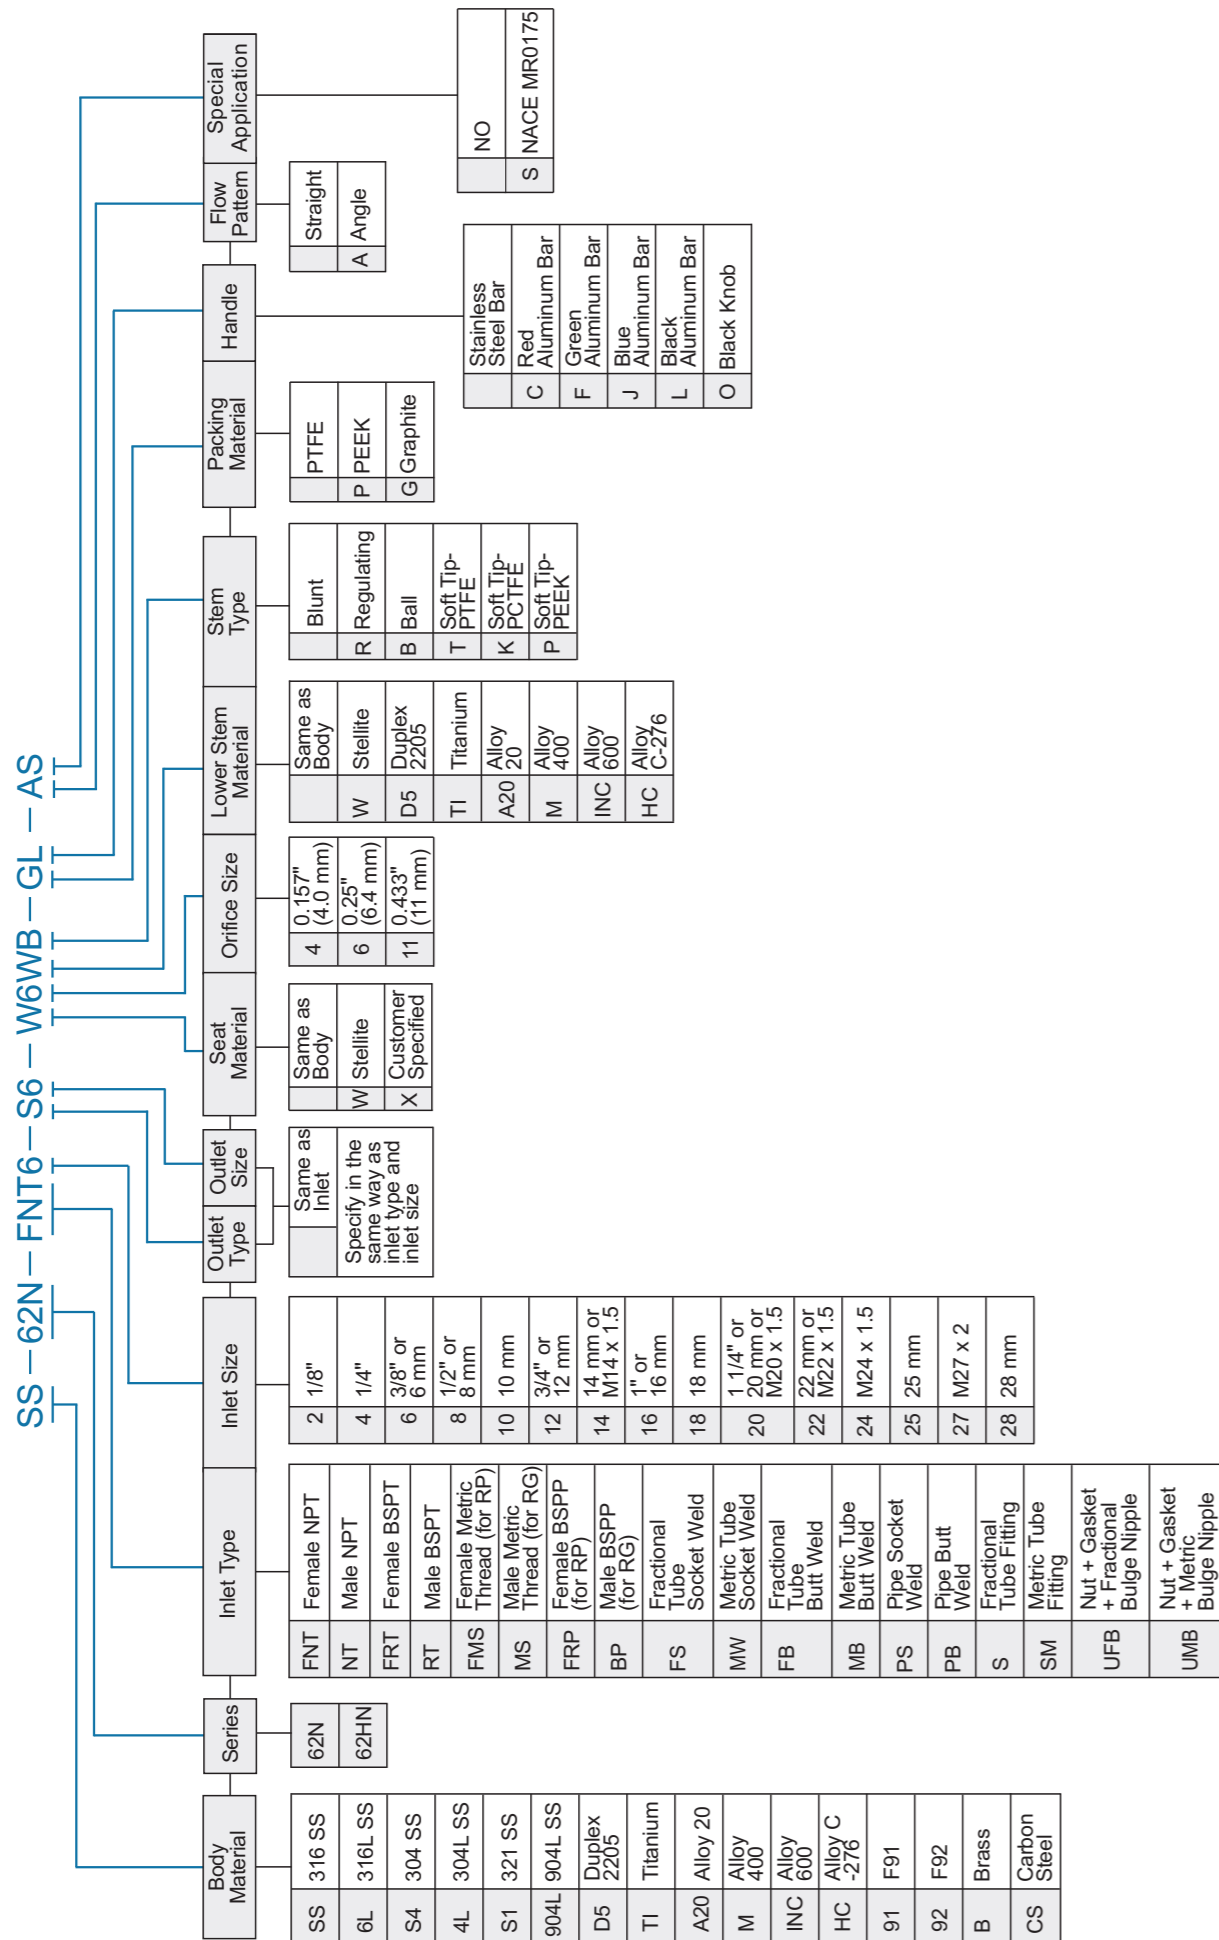 SS – 62N – FNT6 – S6 – W6WB – GL – AS
Body
Material
SS 316 SS
6L 316L SS
S4 304 SS
4L 304L SS
S1 321 SS
904L 904L SS
D5 Duplex
2205
TI Titanium
A20 Alloy 20
M Alloy
400
INC Alloy
600
HC Alloy C
-276
91 F91
92 F92
B Brass
CS Carbon
Steel
Series
62N
62HN
Inlet Type
FNT Female NPT
NT Male NPT
FRT Female BSPT
RT Male BSPT
FMS Female Metric
Thread (for RP)
MS Male Metric
Thread (for RG)
FRP Female BSPP
(for RP)
BP Male BSPP
(for RG)
FS Fractional
Tube
Socket Weld
MW Metric Tube
Socket Weld
FB Fractional
Tube
Butt Weld
MB Metric Tube
Butt Weld
PS Pipe Socket
Weld
PB Pipe Butt
Weld
S Fractional
Tube Fitting
SM Metric Tube
Fitting
UFB Nut + Gasket
+ Fractional
Bulge Nipple
UMB Nut + Gasket
+ Metric
Bulge Nipple
Inlet Size
2 1/8"
4 1/4"
6 3/8" or
6 mm
8 1/2" or
8 mm
10 10 mm
12 3/4" or
12 mm
14 14 mm or
M14 x 1.5
16 1" or
16 mm
18 18 mm
20 1 1/4" or
20 mm or
M20 x 1.5
22 22 mm or
M22 x 1.5
24 M24 x 1.5
25 25 mm
27 M27 x 2
28 28 mm
Outlet
Type
Outlet
Size
Same as
Inlet
Specify in the
same way as
inlet type and
inlet size
Seat
Material
Same as
Body
W Stellite
X Customer
Specified
Orifice Size
4 0.157"
(4.0 mm)
6 0.25"
(6.4 mm)
11 0.433"
(11 mm)
Lower Stem
Material
Same as
Body
W Stellite
D5 Duplex
2205
TI Titanium
A20 Alloy
20
M Alloy
400
INC Alloy
600
HC Alloy
C-276
Stem
Type
Blunt
R Regulating
B Ball
T Soft Tip-
PTFE
K Soft Tip-
PCTFE
P Soft Tip-
PEEK
Packing
Material
PTFE
P PEEK
G Graphite
Handle
Stainless
Steel Bar
C Red
Aluminum Bar
F Green
Aluminum Bar
J Blue
Aluminum Bar
L Black
Aluminum Bar
O Black Knob
Flow
Pattern
Straight
A Angle
Special
Application
NO
S NACE MR0175